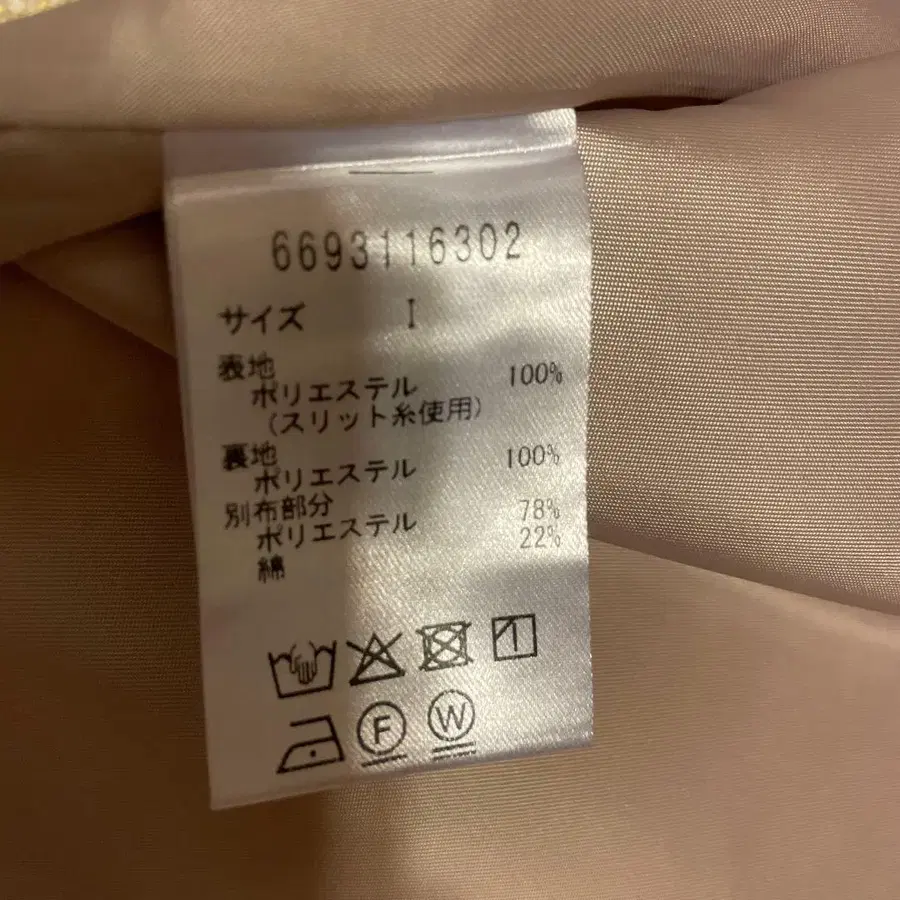 6693116302
サイズ I
表地
ポリエステル 100%
(スリット糸使用)
裏地
ポリエステル 100%
別布部分
ポリエステル 78%
綿 22%
F W